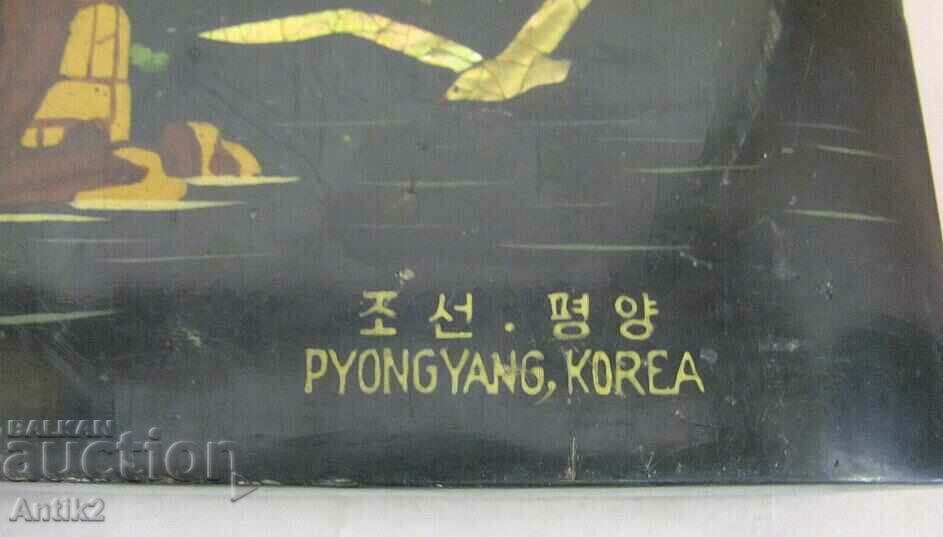 조선 . 평양
PYONGYANG, KOREA
BALKAN
auction
Antik2